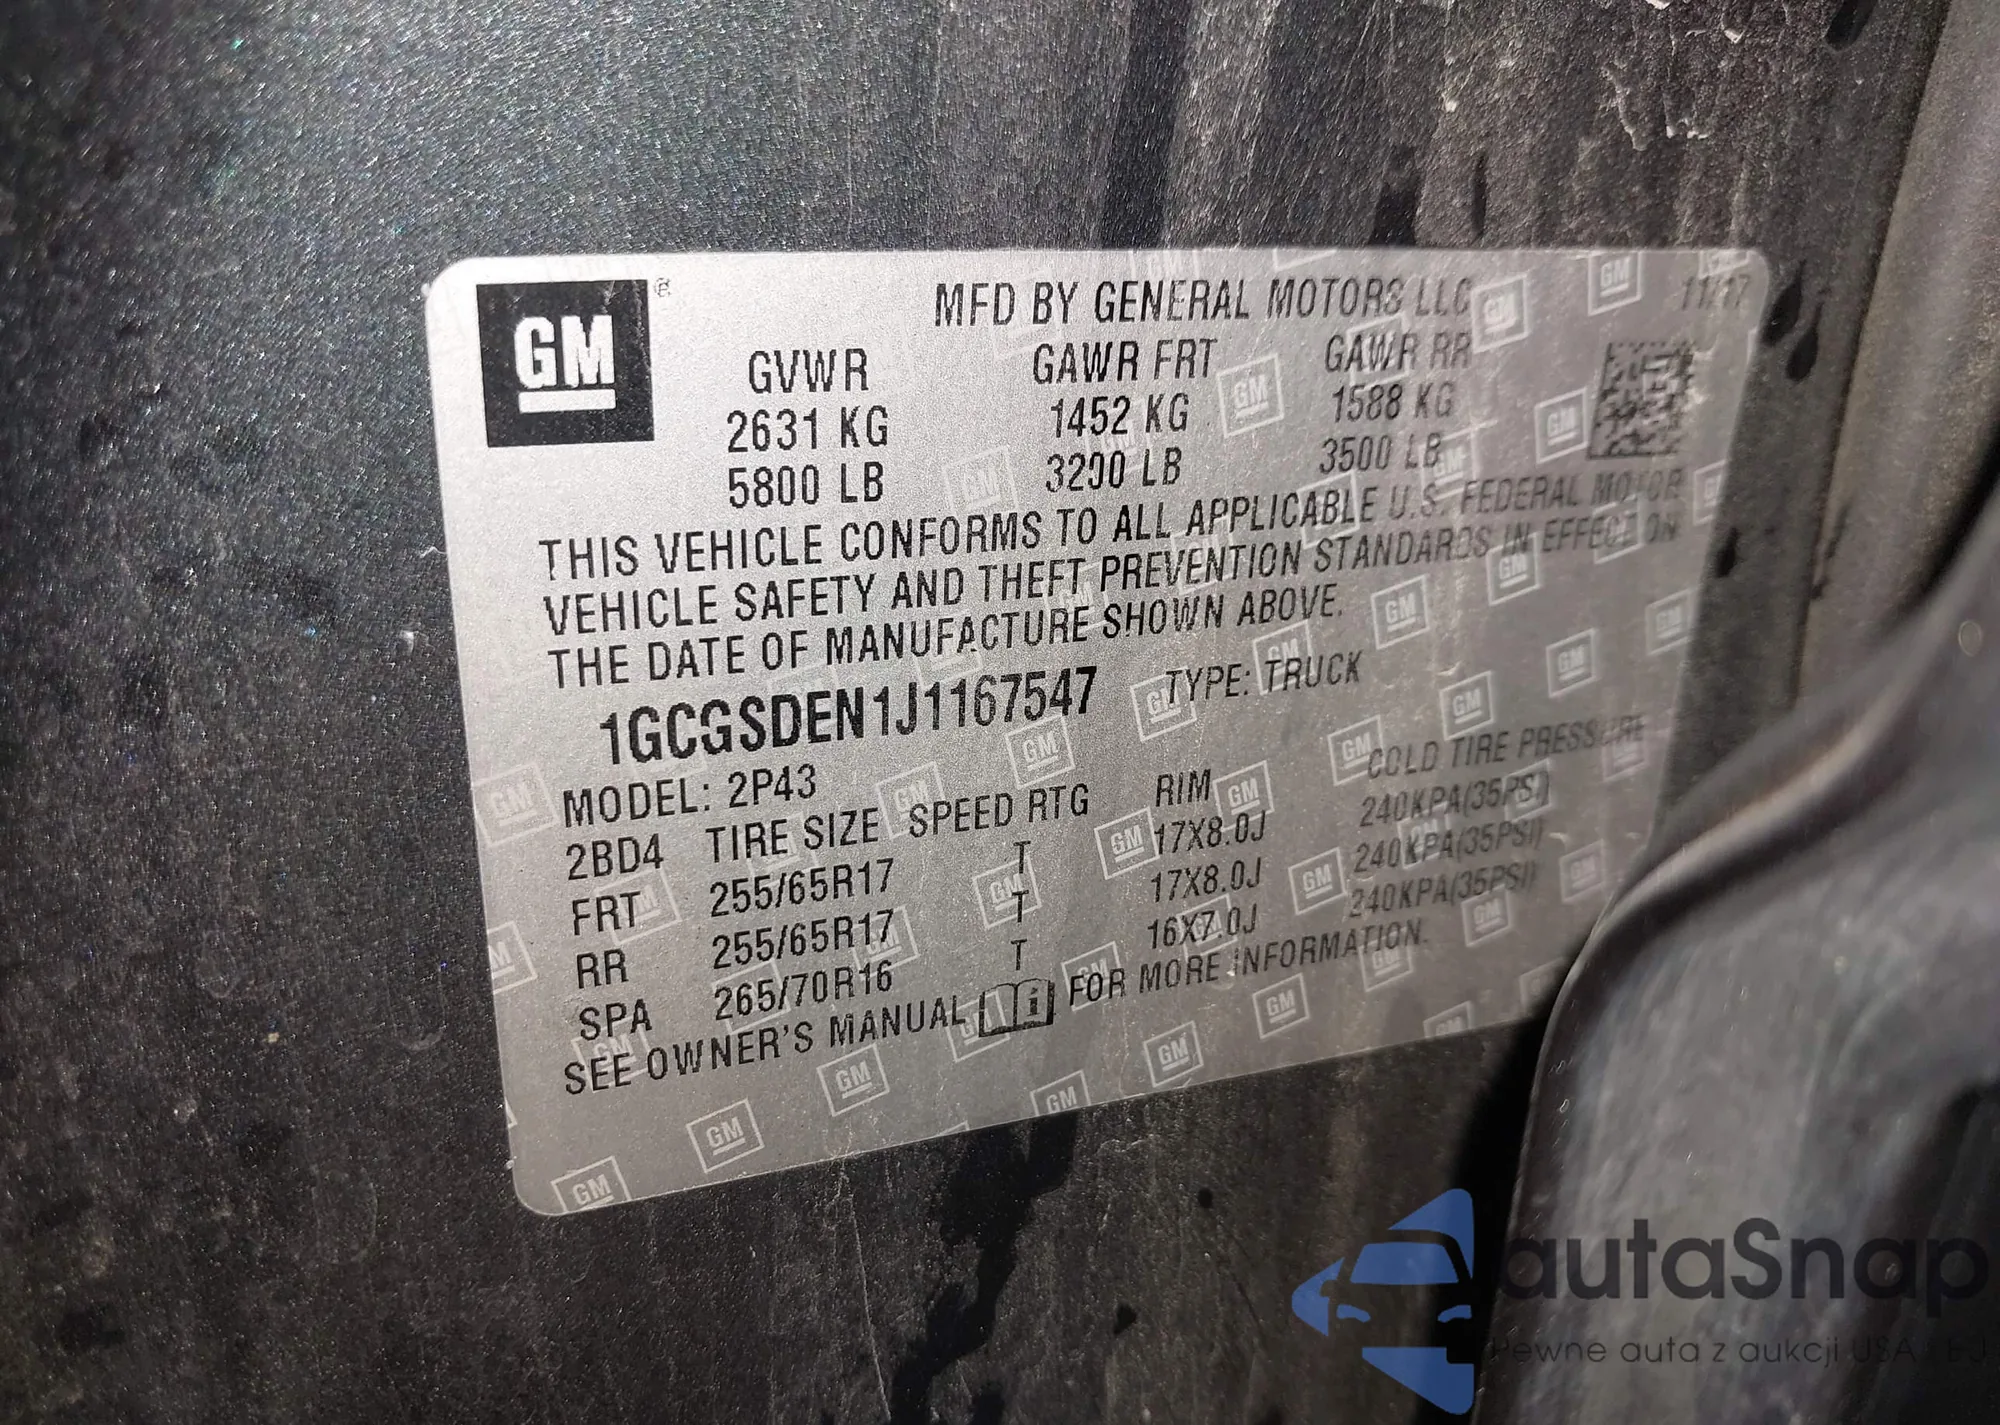 GM ®
MFD BY GENERAL MOTORS LLC 11/17
GVWR GAWR FRT GAWR RR
2631 KG 1452 KG 1588 KG
5800 LB 3200 LB 3500 LB
THIS VEHICLE CONFORMS TO ALL APPLICABLE U.S. FEDERAL MOTOR
VEHICLE SAFETY AND THEFT PREVENTION STANDARDS IN EFFECT ON
THE DATE OF MANUFACTURE SHOWN ABOVE.
1GCGSDEN1J1167547 TYPE: TRUCK
MODEL: 2P43
2BD4 TIRE SIZE SPEED RTG RIM COLD TIRE PRESSURE
FRT 255/65R17 T 17X8.0J 240KPA(35PSI)
RR 255/65R17 T 17X8.0J 240KPA(35PSI)
SPA 265/70R16 T 16X7.0J 240KPA(35PSI)
SEE OWNER'S MANUAL i FOR MORE INFORMATION.
autaSnap
Pewne auta z aukcji USA i EU